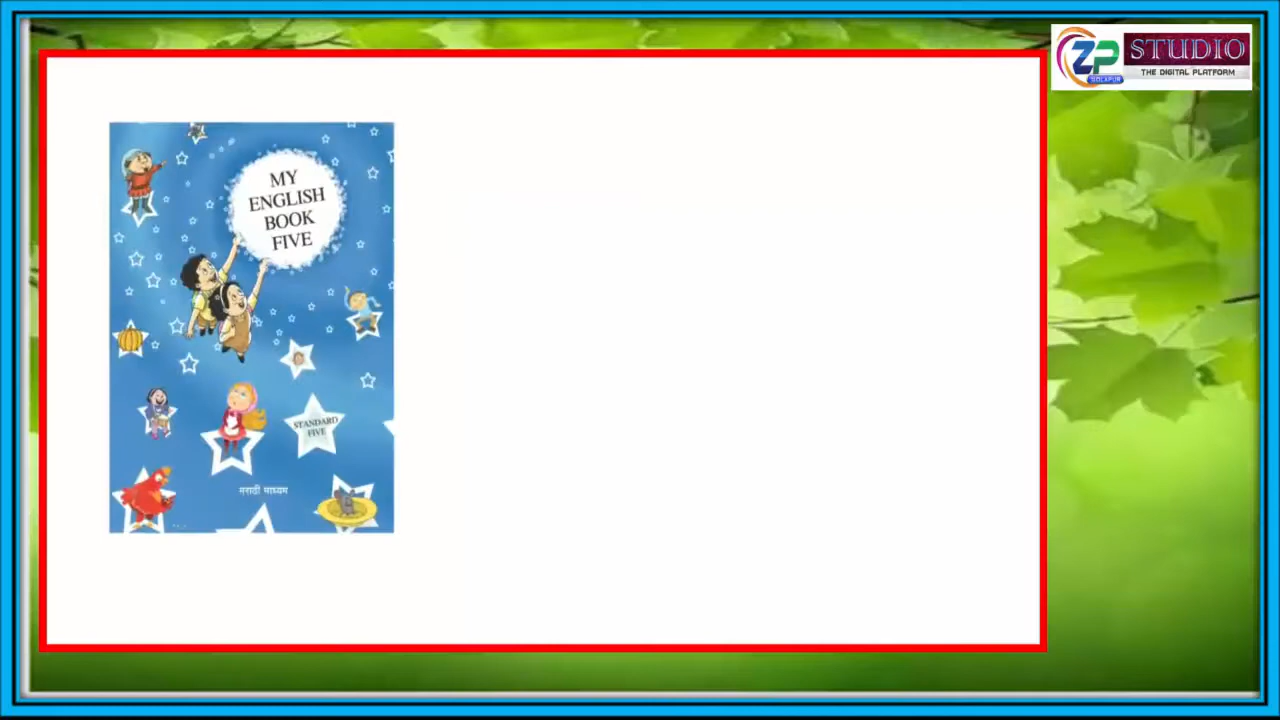 ZP
SOLAPUR
STUDIO
THE DIGITAL PLATFORM
MY
ENGLISH
BOOK
FIVE
STANDARD
FIVE
मराठी माध्यम